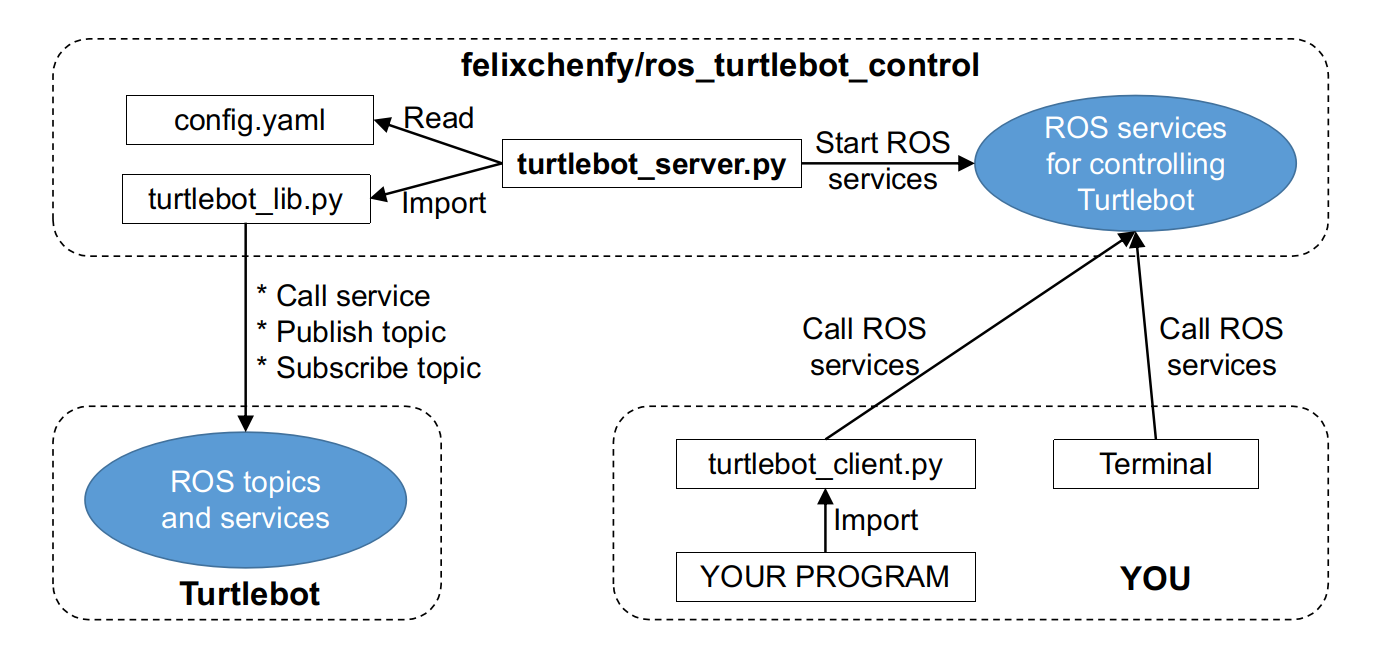 felixchenfy/ros_turtlebot_control
config.yaml
Read
turtlebot_server.py
Start ROS
services
ROS services
for controlling
Turtlebot
turtlebot_lib.py
Import
* Call service
* Publish topic
* Subscribe topic
Call ROS
services
Call ROS
services
ROS topics
and services
Turtlebot
turtlebot_client.py
Terminal
Import
YOUR PROGRAM
YOU